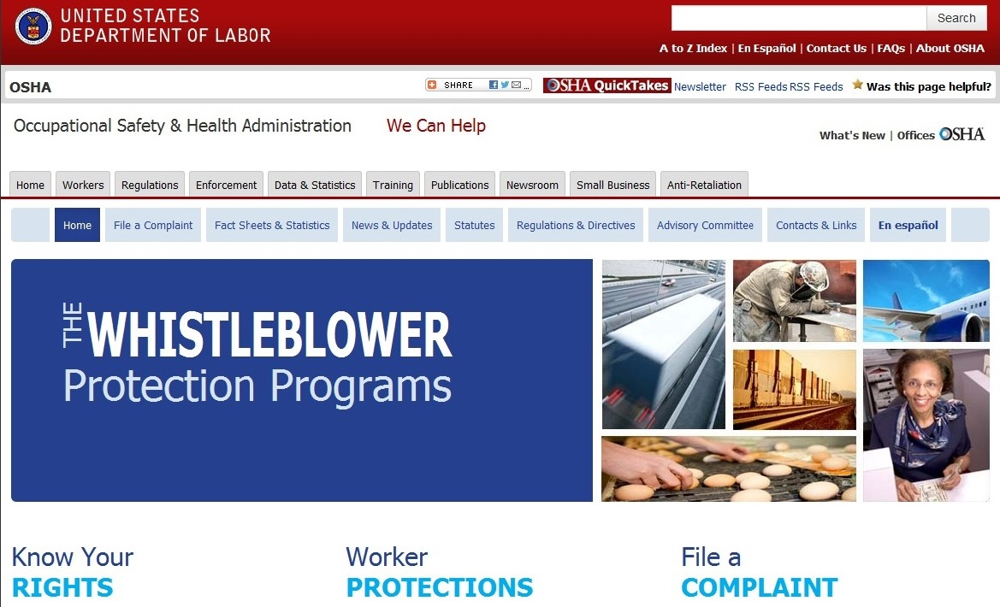 UNITED STATES
DEPARTMENT OF LABOR
Search
A to Z Index | En Español | Contact Us | FAQs | About OSHA
OSHA
SHARE ...
OSHA QuickTakes Newsletter RSS Feeds RSS Feeds Was this page helpful?
Occupational Safety & Health Administration We Can Help
What's New | Offices OSHA
Home Workers Regulations Enforcement Data & Statistics Training Publications Newsroom Small Business Anti-Retaliation
Home File a Complaint Fact Sheets & Statistics News & Updates Statutes Regulations & Directives Advisory Committee Contacts & Links En español
THE WHISTLEBLOWER
Protection Programs
Know Your
RIGHTS
Worker
PROTECTIONS
File a
COMPLAINT